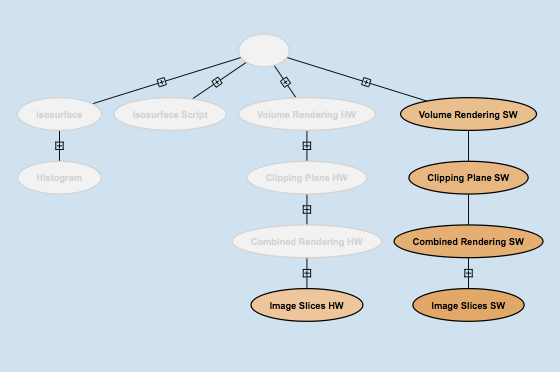 Isosurface
Isosurface Script
Volume Rendering HW
Volume Rendering SW
Histogram
Clipping Plane HW
Clipping Plane SW
Combined Rendering HW
Combined Rendering SW
Image Slices HW
Image Slices SW